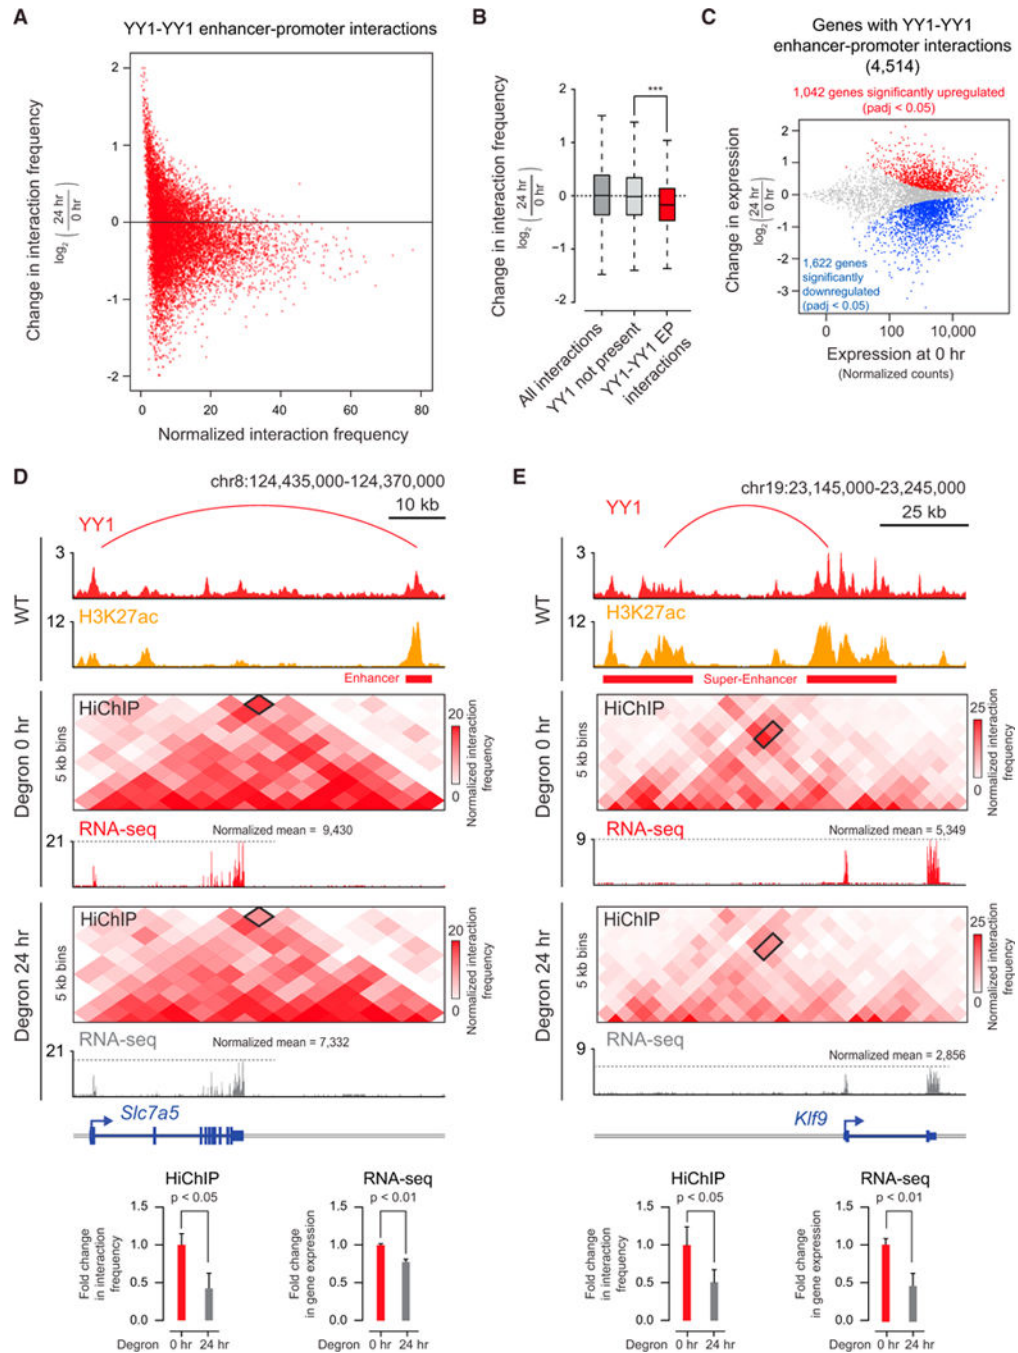 A
YY1-YY1 enhancer-promoter interactions
Change in interaction frequency
log2 ( 24 hr / 0 hr )
2
1
0
-1
-2
0
20
40
60
80
Normalized interaction frequency
B
Change in interaction frequency
log2 ( 24 hr / 0 hr )
***
2
1
0
−1
−2
All interactions
YY1 not present
YY1-YY1 EP
interactions
C
Genes with YY1-YY1
enhancer-promoter interactions
(4,514)
1,042 genes significantly upregulated
(padj < 0.05)
Change in expression
log2 ( 24 hr / 0 hr )
2
1
0
-1
-2
-3
1,622 genes
significantly
downregulated
(padj < 0.05)
0
100
10,000
Expression at 0 hr
(Normalized counts)
D
chr8:124,435,000-124,370,000
10 kb
YY1
3
WT
H3K27ac
12
Enhancer
Degron 0 hr
HiChIP
5 kb bins
20
0
Normalized interaction
frequency
RNA-seq
Normalized mean = 9,430
21
Degron 24 hr
HiChIP
5 kb bins
20
0
Normalized interaction
frequency
RNA-seq
Normalized mean = 7,332
21
Slc7a5
HiChIP
p < 0.05
Fold change
in interaction
frequency
1.5
1.0
0.5
0.0
Degron 0 hr 24 hr
RNA-seq
p < 0.01
Fold change
in gene expression
1.5
1.0
0.5
0.0
Degron 0 hr 24 hr
E
chr19:23,145,000-23,245,000
25 kb
YY1
3
WT
H3K27ac
12
Super-Enhancer
Degron 0 hr
HiChIP
5 kb bins
25
0
Normalized interaction
frequency
RNA-seq
Normalized mean = 5,349
9
Degron 24 hr
HiChIP
5 kb bins
25
0
Normalized interaction
frequency
RNA-seq
Normalized mean = 2,856
9
Klf9
HiChIP
p < 0.05
Fold change
in interaction
frequency
1.5
1.0
0.5
0.0
Degron 0 hr 24 hr
RNA-seq
p < 0.01
Fold change
in gene expression
1.5
1.0
0.5
0.0
Degron 0 hr 24 hr